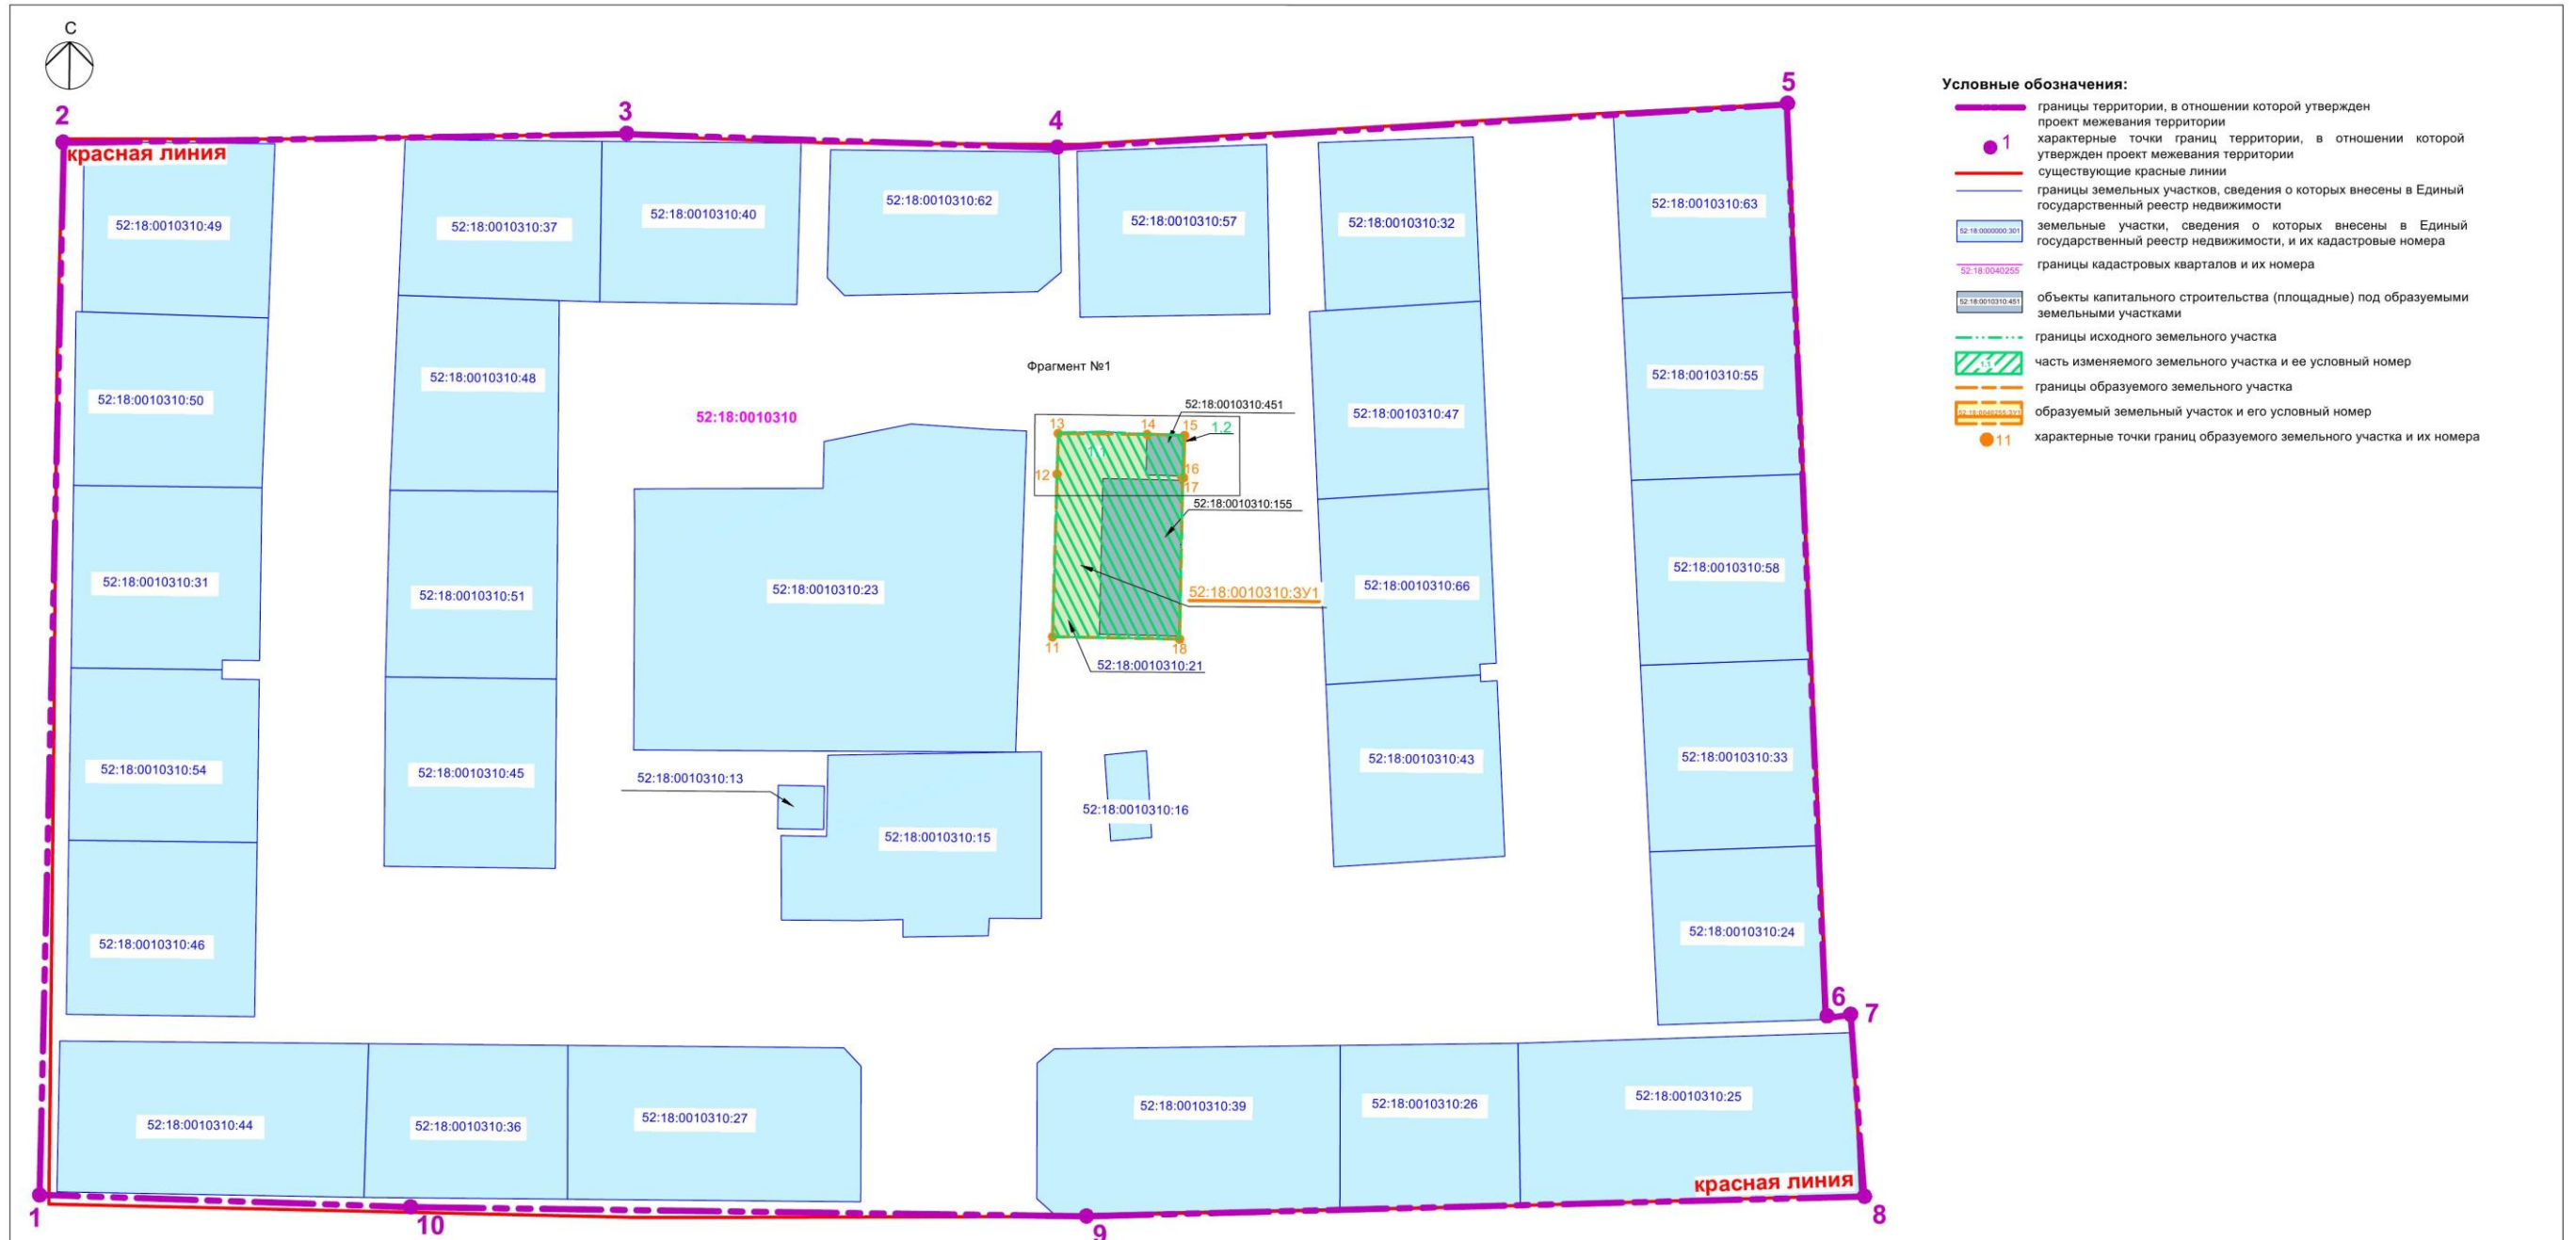 С
2
3
4
5
красная линия
52:18:0010310:49
52:18:0010310:37
52:18:0010310:40
52:18:0010310:62
52:18:0010310:57
52:18:0010310:32
52:18:0010310:63
52:18:0010310:50
52:18:0010310:48
Фрагмент №1
52:18:0010310
52:18:0010310:451
13
14
15
1.2
12
16
17
52:18:0010310:155
52:18:0010310:47
52:18:0010310:55
52:18:0010310:31
52:18:0010310:51
52:18:0010310:23
52:18:0010310:ЗУ1
52:18:0010310:66
52:18:0010310:58
11
18
52:18:0010310:21
52:18:0010310:54
52:18:0010310:45
52:18:0010310:13
52:18:0010310:15
52:18:0010310:16
52:18:0010310:43
52:18:0010310:33
52:18:0010310:46
52:18:0010310:24
6
7
52:18:0010310:44
52:18:0010310:36
52:18:0010310:27
52:18:0010310:39
52:18:0010310:26
52:18:0010310:25
красная линия
1
10
9
8
Условные обозначения:
границы территории, в отношении которой утвержден
проект межевания территории
1
характерные точки границ территории, в отношении которой
утвержден проект межевания территории
существующие красные линии
границы земельных участков, сведения о которых внесены в Единый
государственный реестр недвижимости
52:18:0000000:301
земельные участки, сведения о которых внесены в Единый
государственный реестр недвижимости, и их кадастровые номера
52:18:0040255
границы кадастровых кварталов и их номера
52:18:0010310:451
объекты капитального строительства (площадные) под образуемыми
земельными участками
границы исходного земельного участка
часть изменяемого земельного участка и ее условный номер
границы образуемого земельного участка
образуемый земельный участок и его условный номер
11
характерные точки границ образуемого земельного участка и их номера